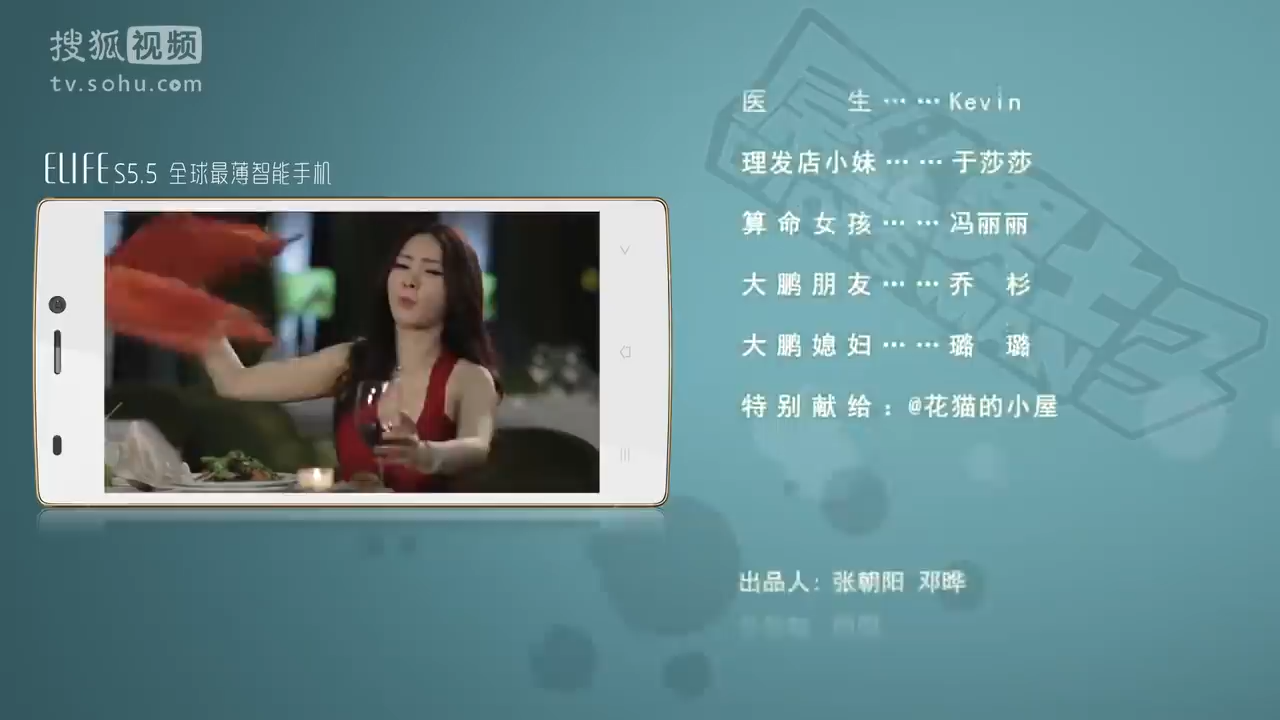 搜狐视频
tv.sohu.com
ELIFE S5.5 全球最薄智能手机
医 生 …… Kevin
理发店小妹 …… 于莎莎
算命女孩 …… 冯丽丽
大鹏朋友 …… 乔 杉
大鹏媳妇 …… 璐 璐
特别献给：@花猫的小屋
出品人：张朝阳 邓晔